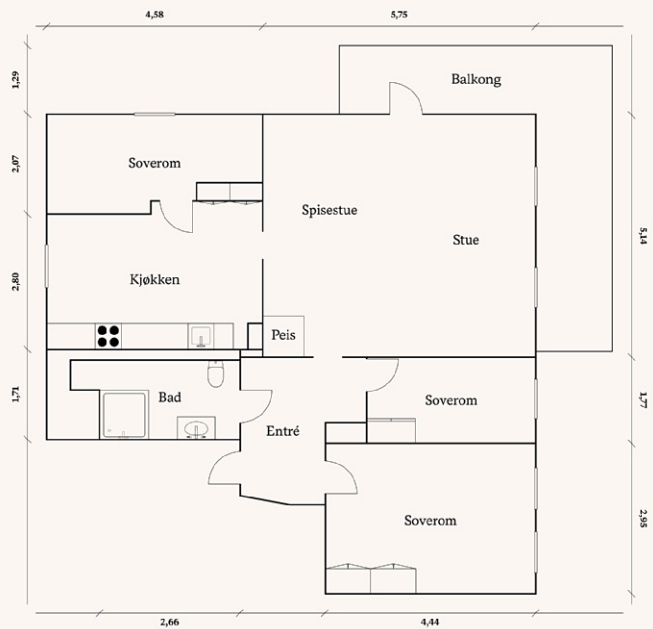 4,58
5,75
1,29
Balkong
2,07
Soverom
Spisestue
Stue
5,14
Kjøkken
2,80
Peis
1,71
Bad
Soverom
1,77
Entré
Soverom
2,95
2,66
4,44